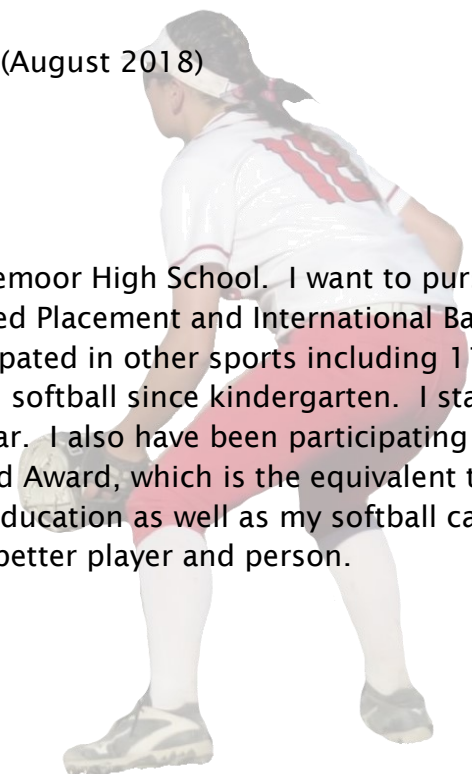 (August 2018)
emoor High School.  I want to pur
ed Placement and International Ba
pated in other sports including 1
softball since kindergarten.  I sta
ar.  I also have been participating
d Award, which is the equivalent t
ducation as well as my softball ca
better player and person.